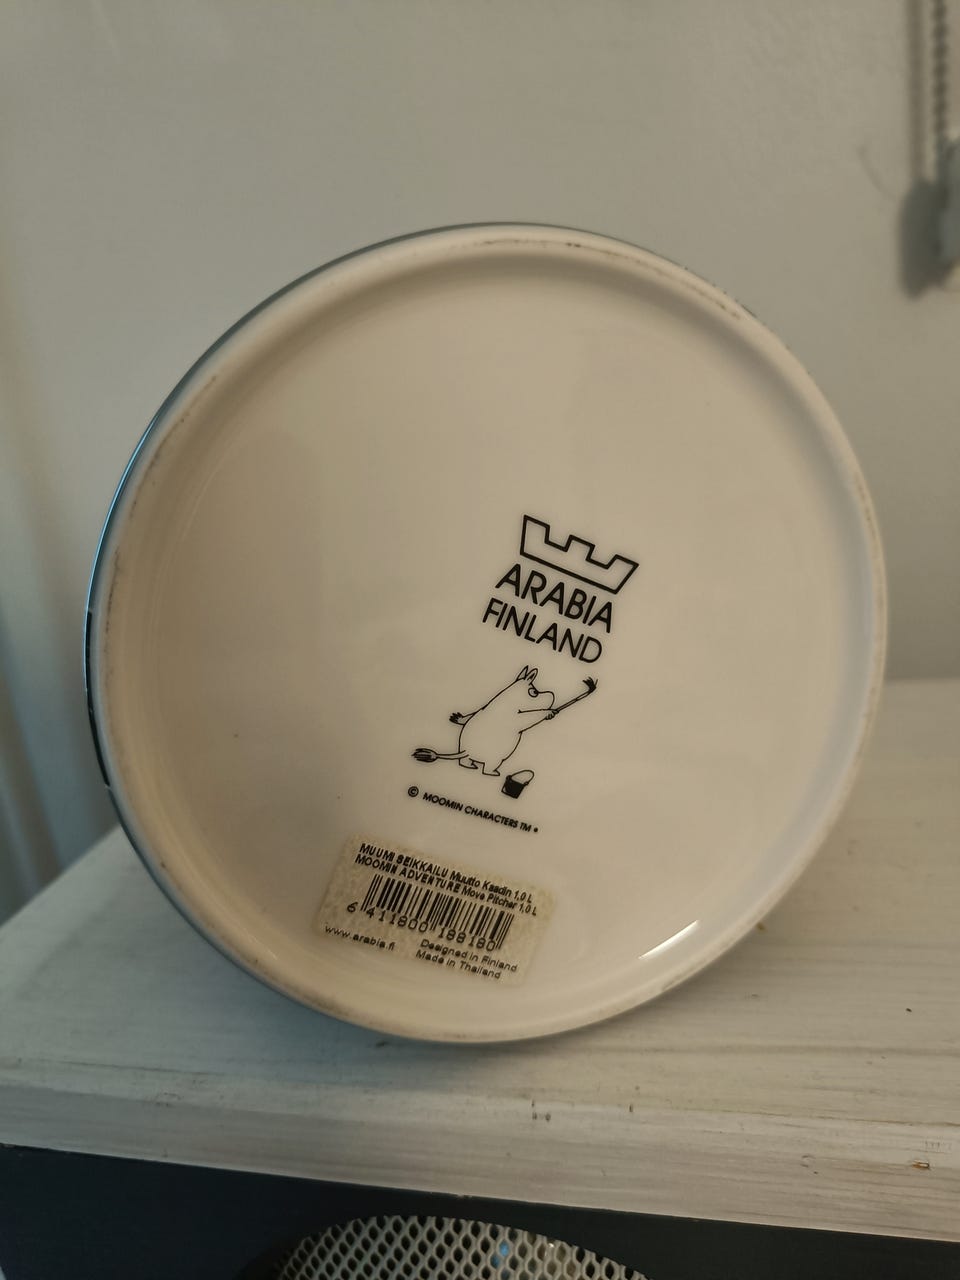 ARABIA
FINLAND
© MOOMIN CHARACTERS TM
MUUMI SEIKKAILU Muutto Kaadin 1,0 L
MOOMIN ADVENTURE Move Pitcher 1,0 L
6 411800 188180
www.arabia.fi
Designed in Finland
Made in Thailand